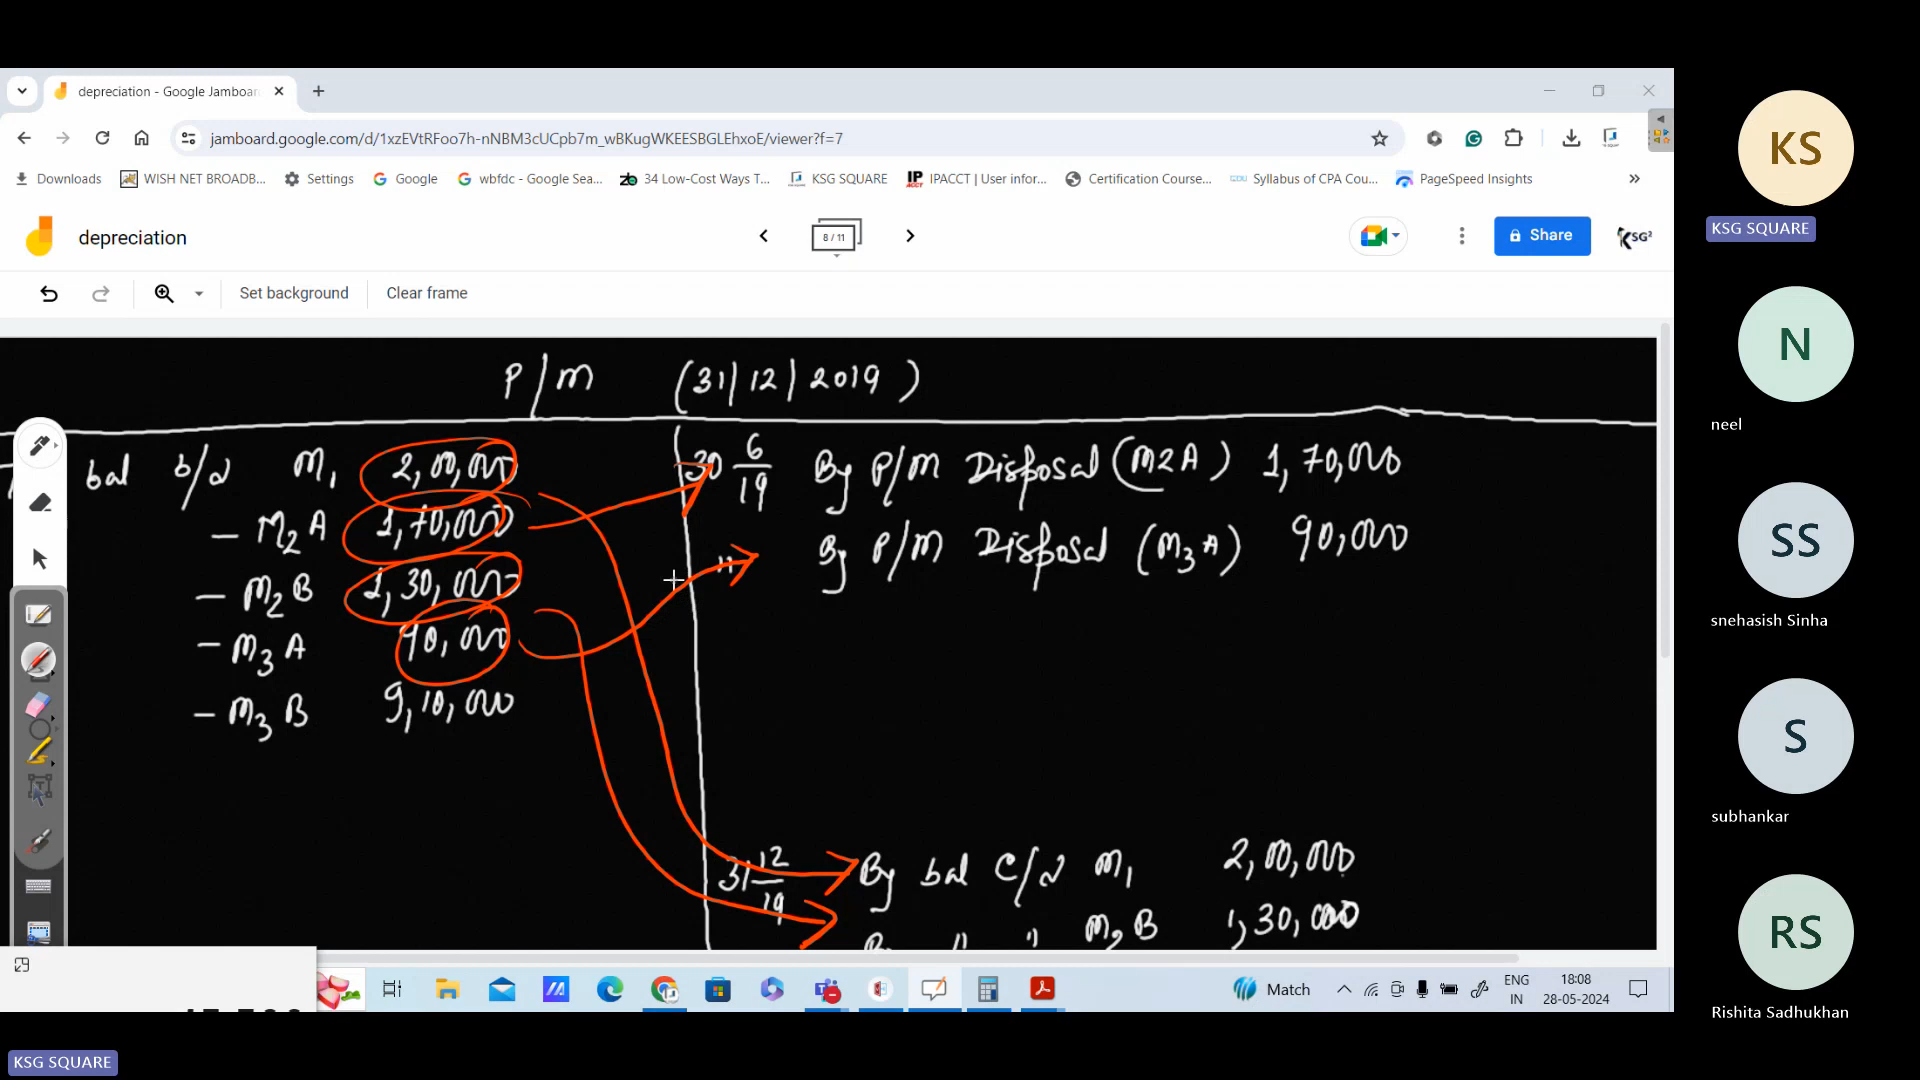 depreciation - Google Jamboar
jamboard.google.com/d/1xzEVtRFoo7h-nNBM3cUCpb7m_wBKugWKEESBGLEhxoE/viewer?f=7
Downloads WISH NET BROADB... Settings Google wbfdc - Google Sea... 34 Low-Cost Ways T... KSG SQUARE IPACCT | User infor... Certification Course... Syllabus of CPA Cou... PageSpeed Insights
depreciation 8 / 11 Share KSG²
Set background Clear frame
P/M (31/12/2019)
bal b/d M1 2,00,000
- M2 A 1,70,000
- M2 B 1,30,000
- M3 A 90,000
- M3 B 9,10,000
30 6/19 By P/M Disposal (M2A) 1,70,000
" By P/M Disposal (M3A) 90,000
31 12/19 By bal C/d M1 2,00,000
By " " M2 B 1,30,000
Match ENG IN 18:08 28-05-2024
KS
KSG SQUARE
N
neel
SS
snehasish Sinha
S
subhankar
RS
Rishita Sadhukhan
KSG SQUARE